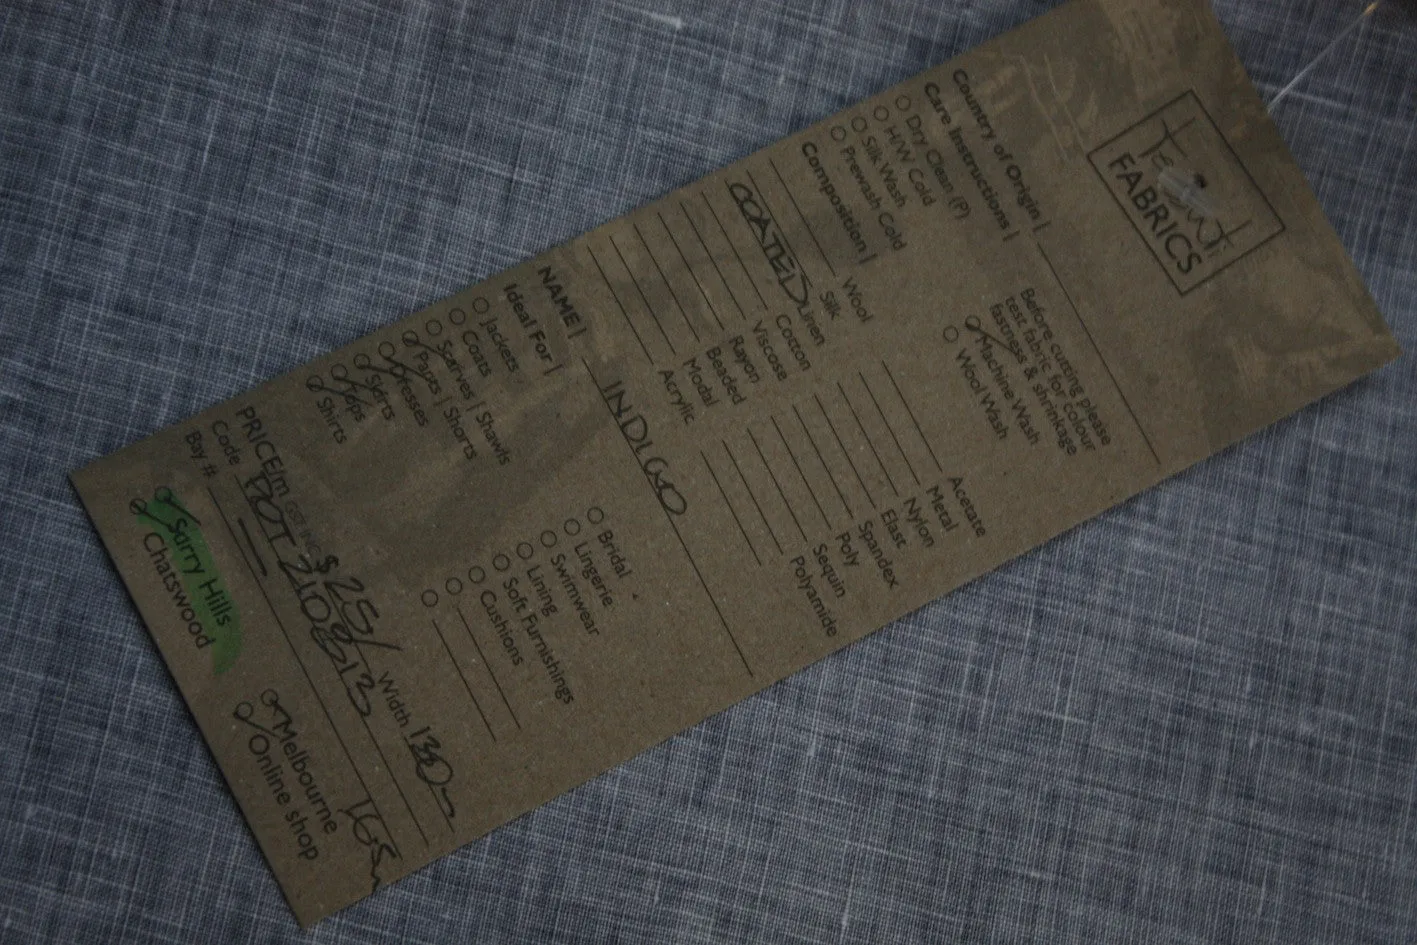 FABRICS
Country of Origin |
Care Instructions |
Before cutting please
test fabric for colour
fastness & shrinkage
Dry Clean (P)
H/W Cold
Silk Wash
Prewash Cold
Machine Wash
Wool Wash
Composition |
Wool
Silk
COATED Linen
Cotton
Viscose
Rayon
Beaded
Modal
Acrylic
Acetate
Metal
Nylon
Elast
Spandex
Poly
Sequin
Polyamide
NAME | INDIGO
Ideal For |
Jackets
Coats
Scarves | Shawls
Pants | Shorts
Dresses
Skirts
Tops
Shirts
Bridal
Lingerie
Swimwear
Lining
Soft Furnishings
Cushions
PRICE/m GST INC $25/ Width
Code
Bay #
Surry Hills
Chatswood
Melbourne
Online shop